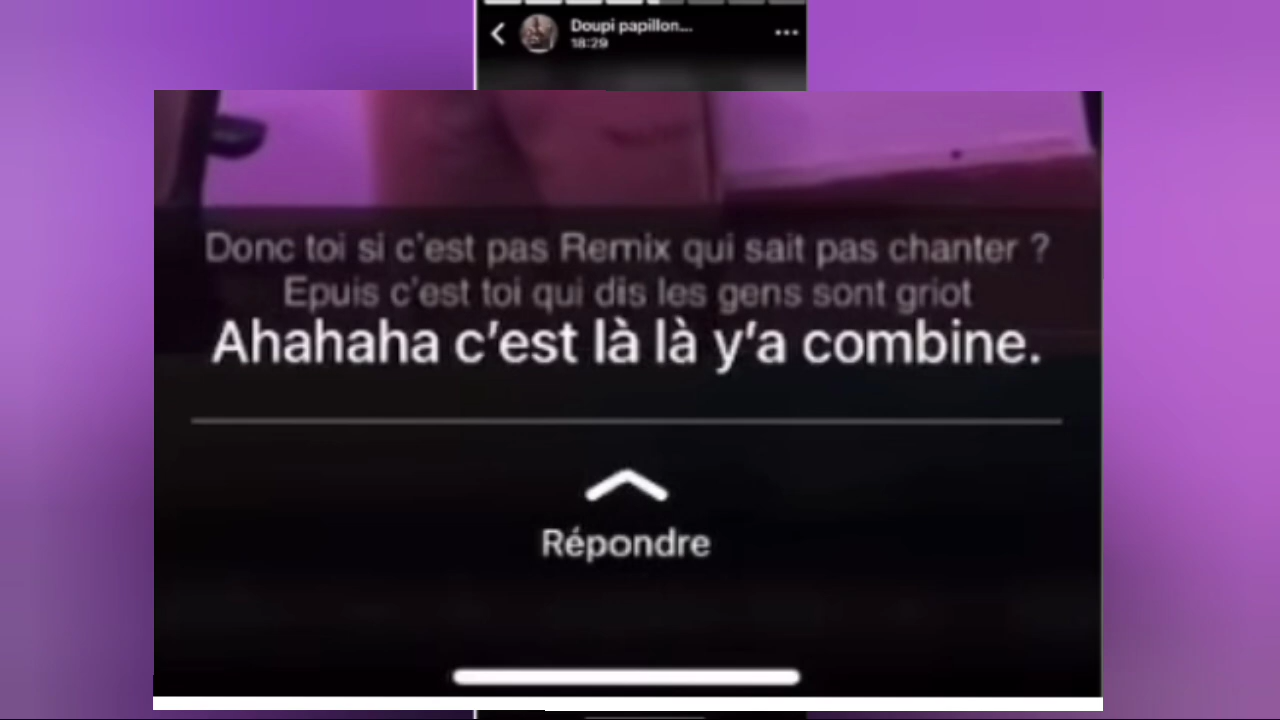 Doupi papillon...
18:29
Donc toi si c'est pas Remix qui sait pas chanter ?
Epuis c'est toi qui dis les gens sont griot
Ahahaha c'est là là y'a combine.
Répondre